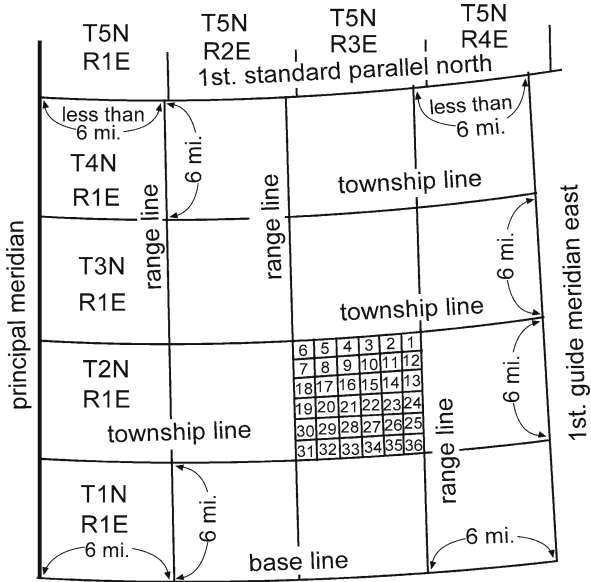 T5N
R1E
T5N
R2E
T5N
R3E
T5N
R4E
1st. standard parallel north
less than
6 mi.
6 mi.
less than
6 mi.
T4N
R1E
range line
range line
township line
principal meridian
T3N
R1E
6 mi.
1st. guide meridian east
township line
T2N
R1E
6 5 4 3 2 1
7 8 9 10 11 12
18 17 16 15 14 13
19 20 21 22 23 24
30 29 28 27 26 25
31 32 33 34 35 36
6 mi.
township line
range line
T1N
R1E
6 mi.
6 mi.
base line
6 mi.